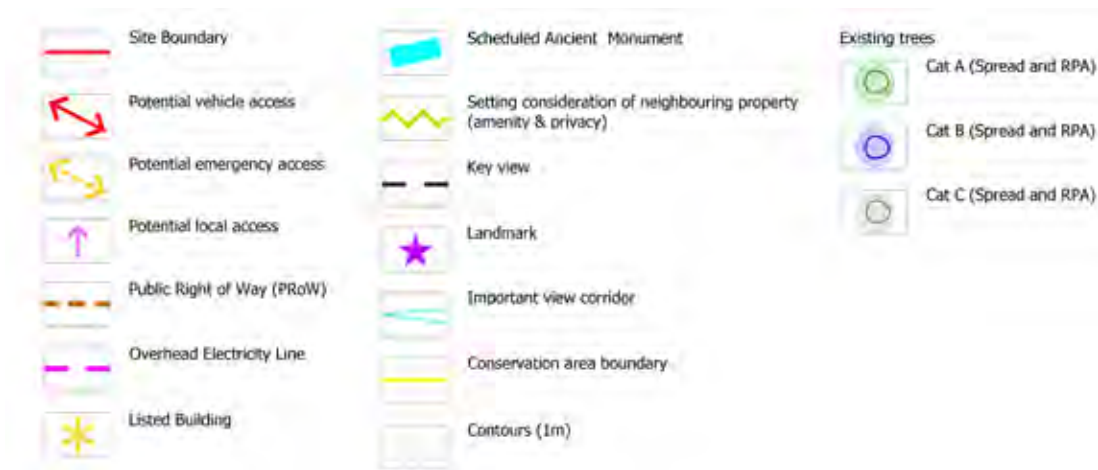 Site Boundary
Potential vehicle access
Potential emergency access
Potential local access
Public Right of Way (PRoW)
Overhead Electricity Line
Listed Building
Scheduled Ancient Monument
Setting consideration of neighbouring property
(amenity & privacy)
Key view
Landmark
Important view corridor
Conservation area boundary
Contours (1m)
Existing trees
Cat A (Spread and RPA)
Cat B (Spread and RPA)
Cat C (Spread and RPA)